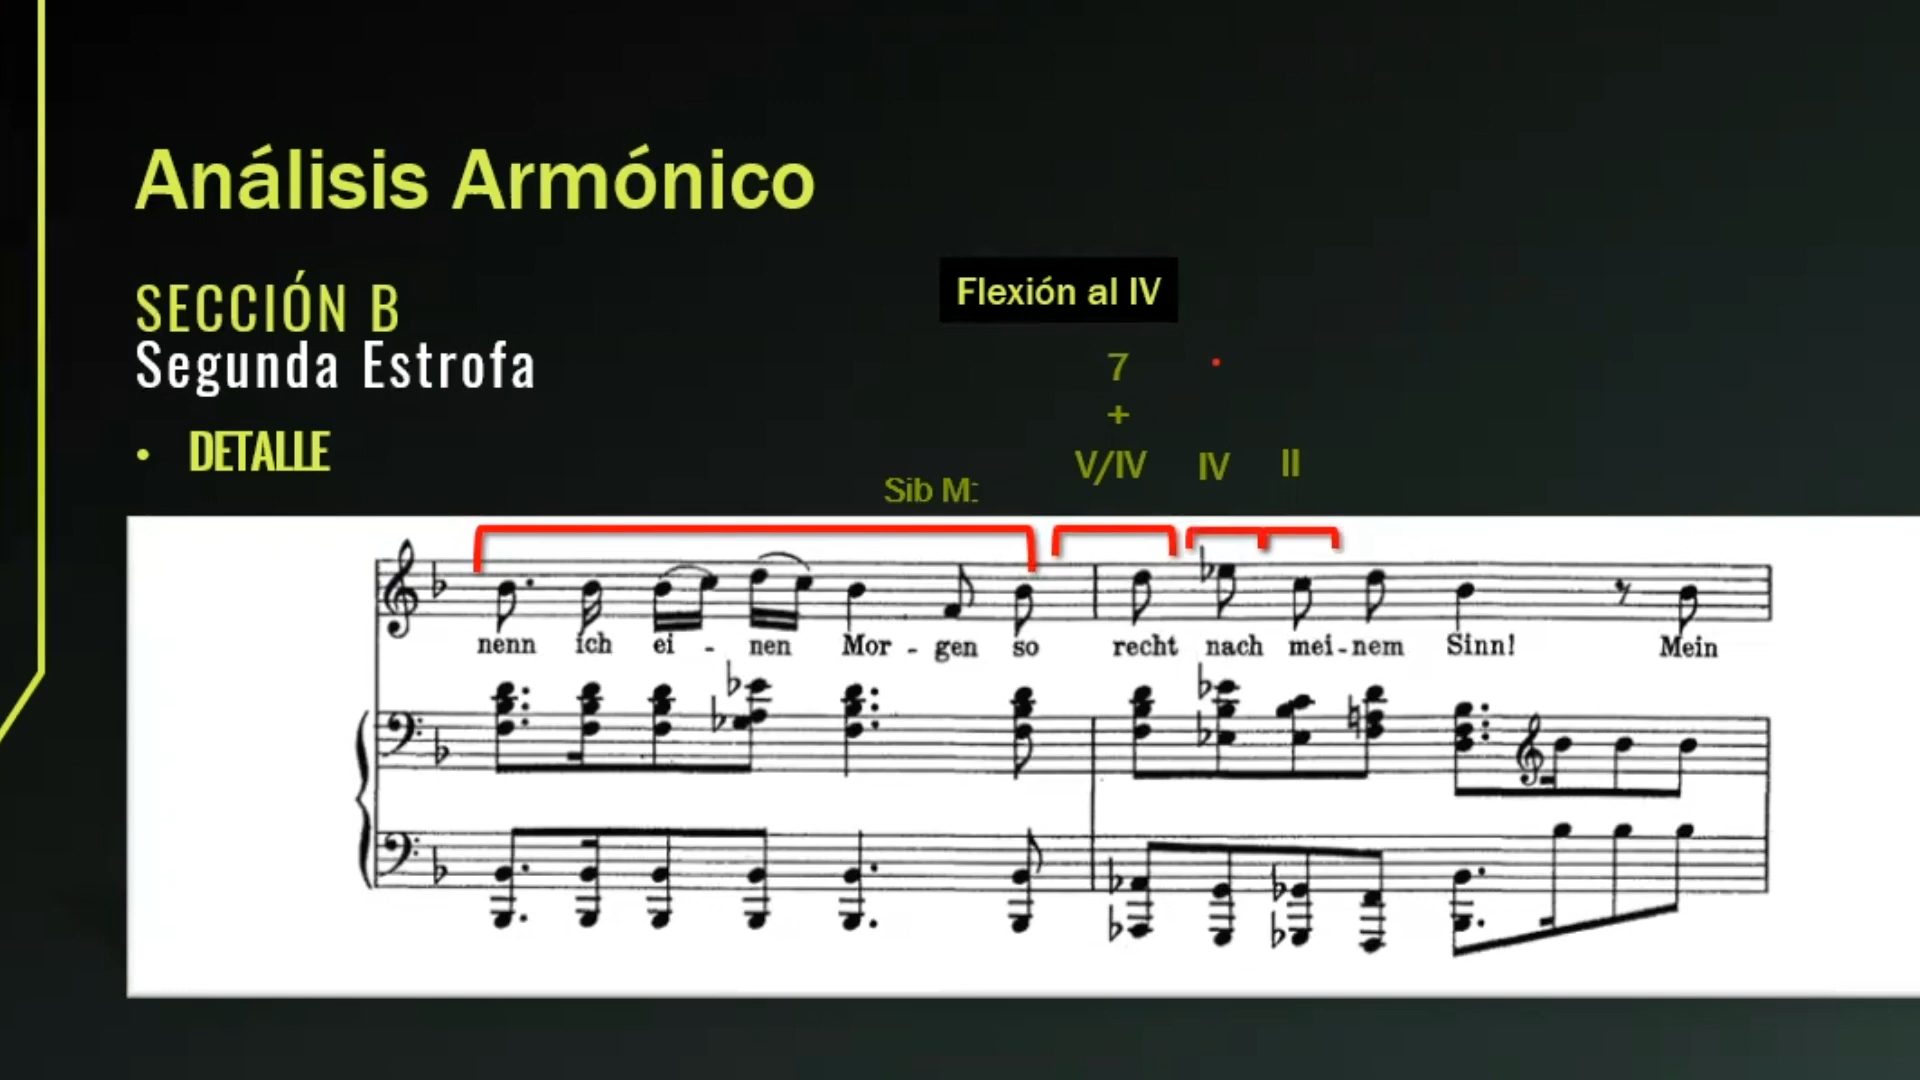 Análisis Armónico
SECCIÓN B
Segunda Estrofa
• DETALLE
Flexión al IV
7
+
V/IV IV II
Sib M:
nenn ich ei - nen Mor - gen so recht nach mei - nem Sinn! Mein